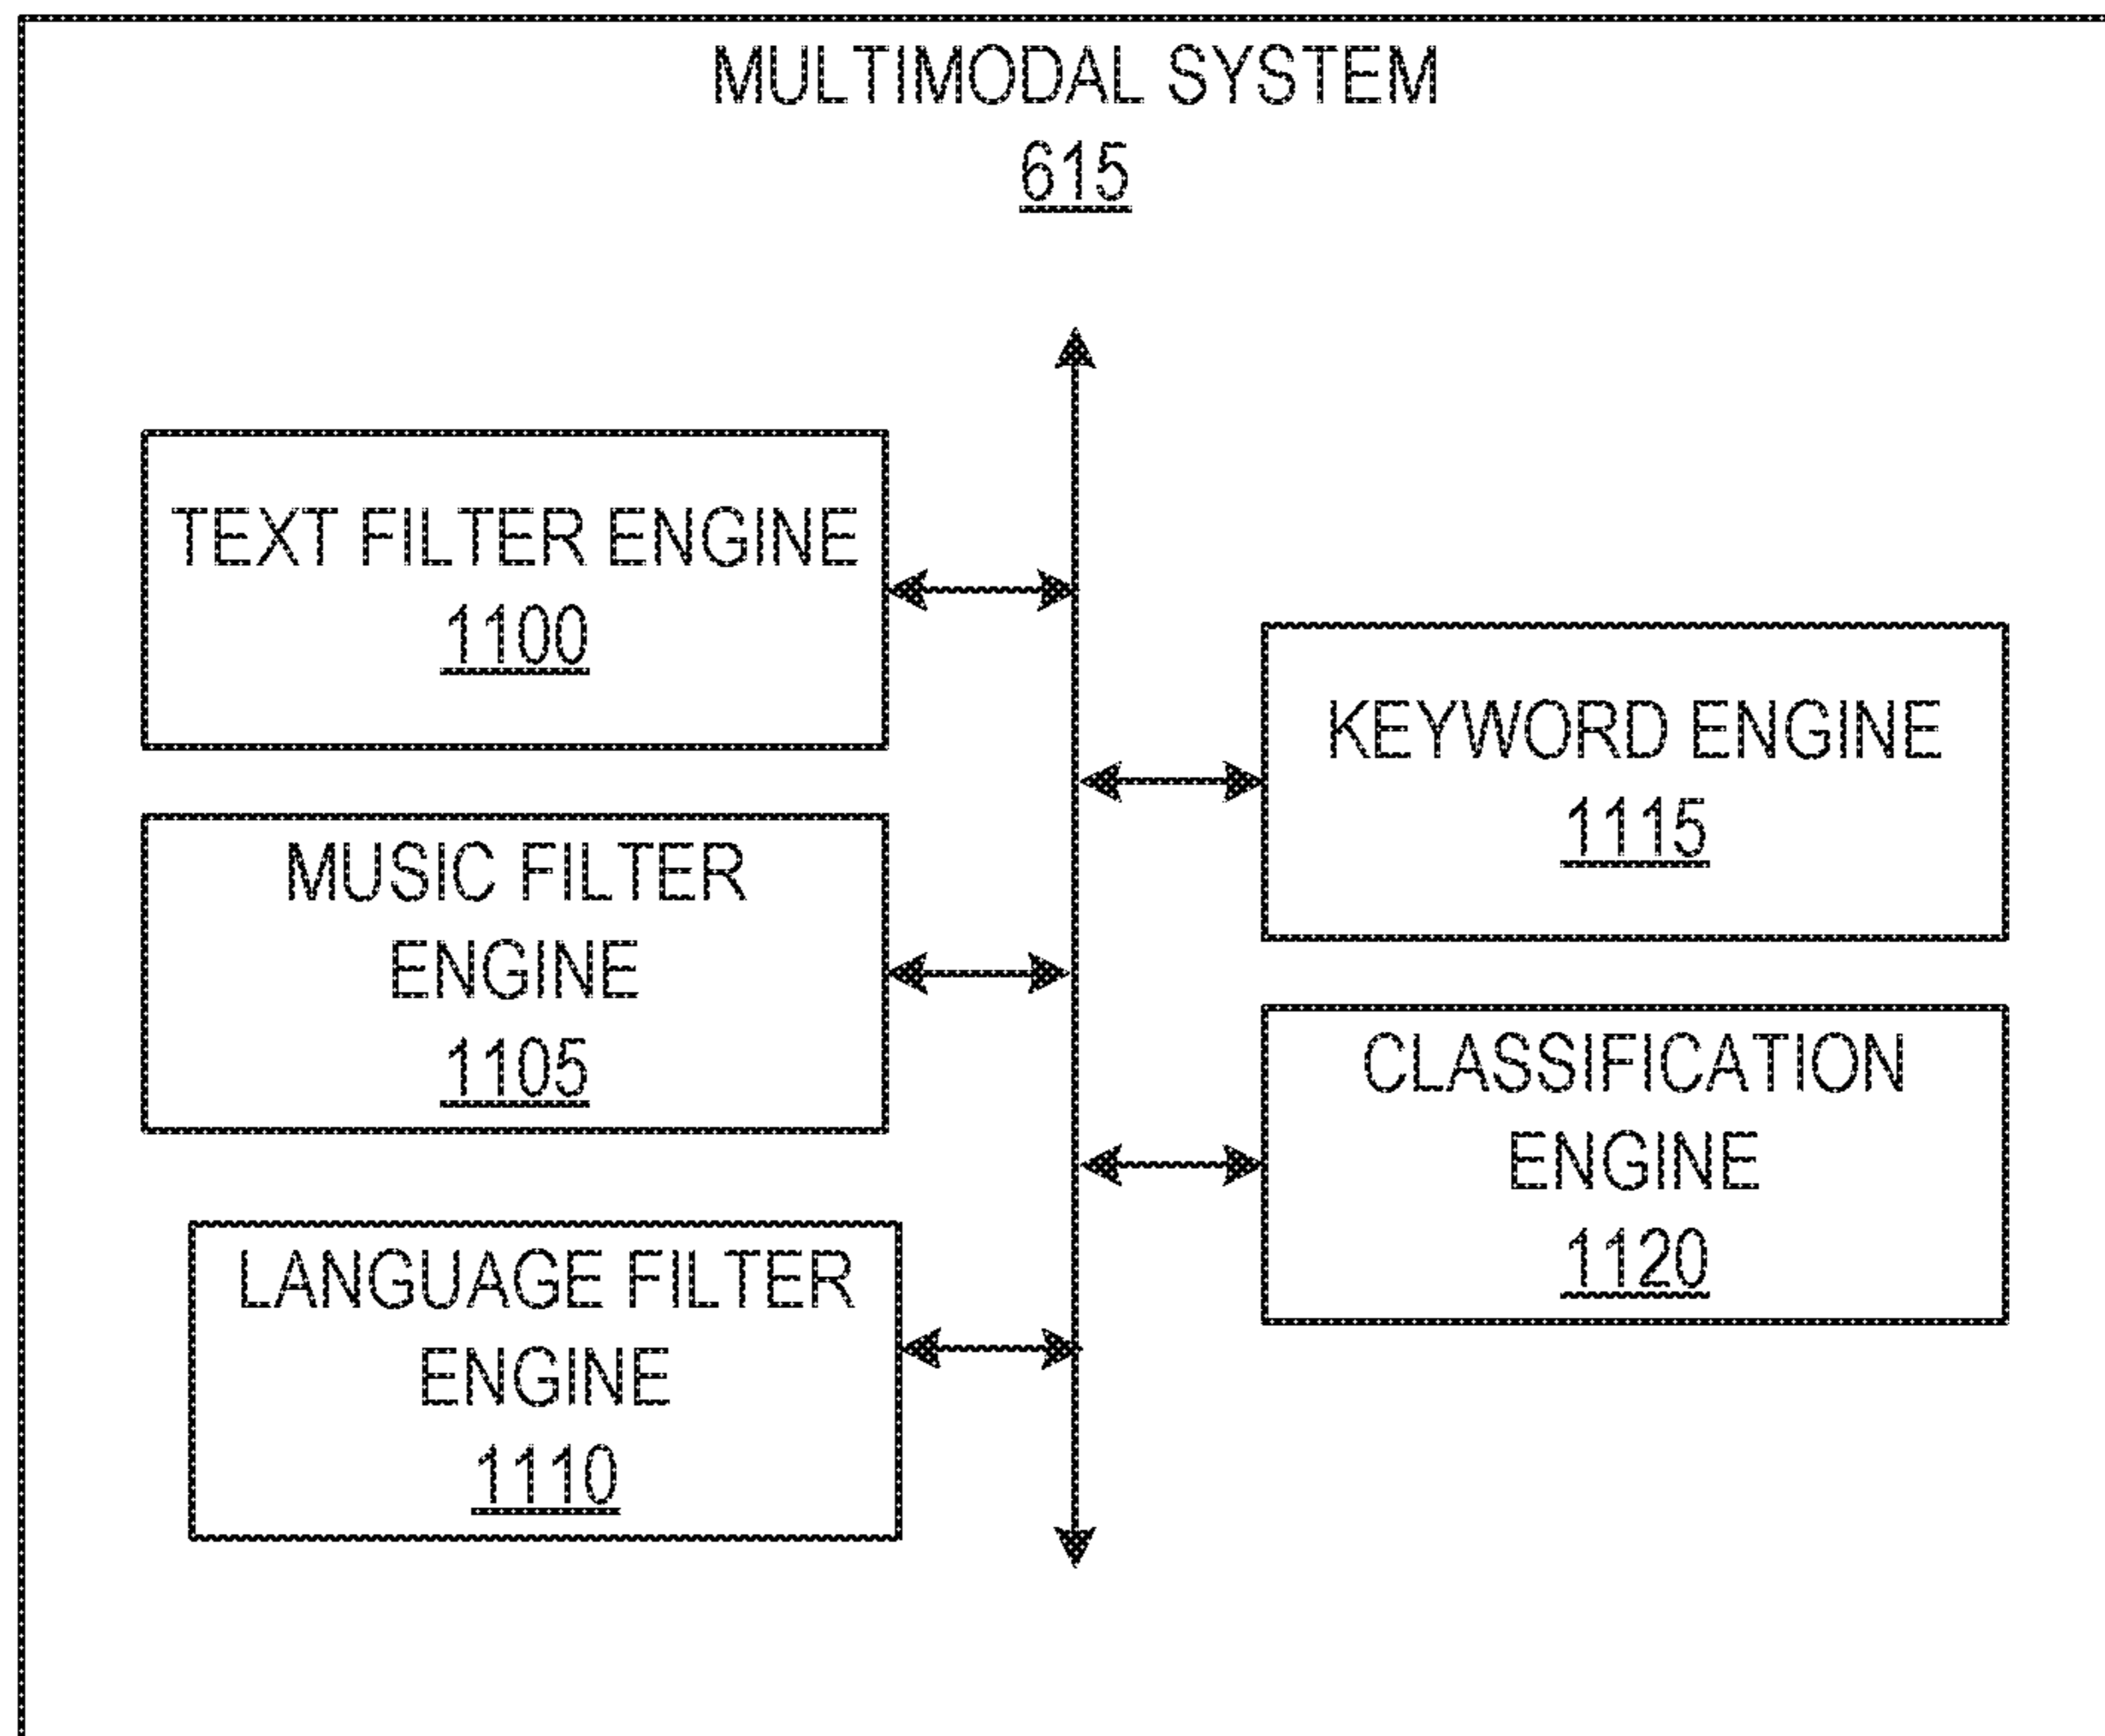 MULTIMODAL SYSTEM
615
TEXT FILTER ENGINE
1100
MUSIC FILTER
ENGINE
1105
LANGUAGE FILTER
ENGINE
1110
KEYWORD ENGINE
1115
CLASSIFICATION
ENGINE
1120